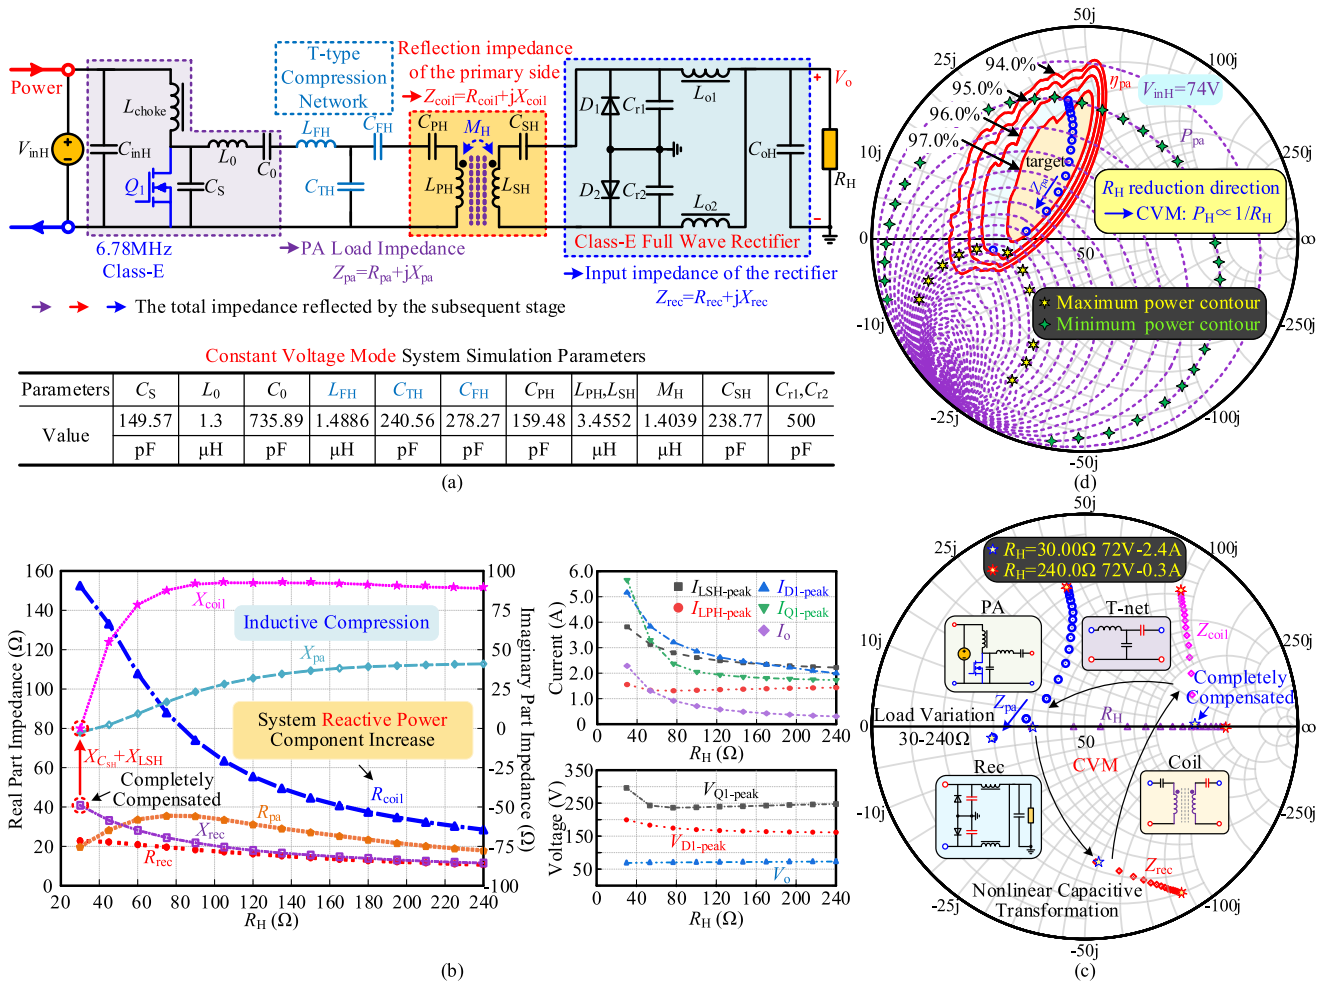 Power
V_inH
C_inH
L_choke
Q_1
C_S
L_0
C_0
6.78MHz
Class-E
T-type
Compression
Network
L_FH
C_FH
C_TH
PA Load Impedance
Z_pa=R_pa+jX_pa
Reflection impedance
of the primary side
Z_coil=R_coil+jX_coil
C_PH
M_H
C_SH
L_PH
L_SH
D_1
C_r1
D_2
C_r2
L_o1
L_o2
C_oH
V_o
R_H
+
−
Class-E Full Wave Rectifier
Input impedance of the rectifier
Z_rec=R_rec+jX_rec
The total impedance reflected by the subsequent stage
Constant Voltage Mode System Simulation Parameters
Parameters C_S L_0 C_0 L_FH C_TH C_FH C_PH L_PH,L_SH M_H C_SH C_r1,C_r2
Value 149.57 1.3 735.89 1.4886 240.56 278.27 159.48 3.4552 1.4039 238.77 500
pF μH pF μH pF pF pF μH μH pF pF
(a)
50j
25j
100j
10j
250j
0
50
∞
-10j
-250j
-25j
-100j
-50j
94.0%
95.0%
96.0%
97.0%
η_pa
V_inH=74V
P_pa
target
Z_pa
R_H reduction direction
CVM: P_H∝1/R_H
Maximum power contour
Minimum power contour
(d)
Real Part Impedance (Ω)
160
140
120
100
80
60
40
20
0
20 40 60 80 100 120 140 160 180 200 220 240
R_H (Ω)
100
75
50
25
0
-25
-50
-75
-100
Imaginary Part Impedance (Ω)
X_coil
Inductive Compression
X_pa
System Reactive Power
Component Increase
X_CSH+X_LSH
Completely
Compensated
R_coil
R_pa
X_rec
R_rec
Current (A)
6.0
5.0
4.0
3.0
2.0
1.0
0.0
I_LSH-peak I_D1-peak
I_LPH-peak I_Q1-peak
I_o
0 40 80 120 160 200 240
R_H (Ω)
Voltage (V)
350
250
150
50
V_Q1-peak
V_D1-peak
V_o
0 40 80 120 160 200 240
R_H (Ω)
(b)
50j
25j
100j
10j
250j
0
50
∞
-10j
-250j
-25j
-100j
-50j
R_H=30.00Ω 72V-2.4A
R_H=240.0Ω 72V-0.3A
PA
T-net
Z_coil
Completely
Compensated
Z_pa
Load Variation
30-240Ω
R_H
CVM
Rec
Coil
Z_rec
Nonlinear Capacitive
Transformation
(c)